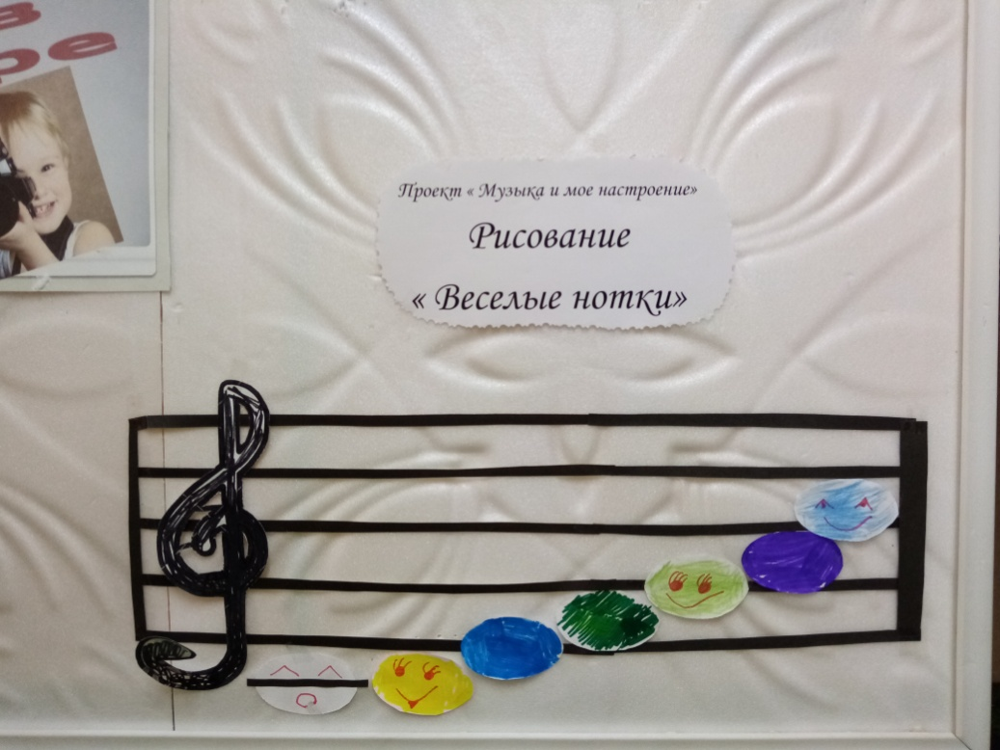 Проект « Музыка и мое настроение»
Рисование
« Веселые нотки»